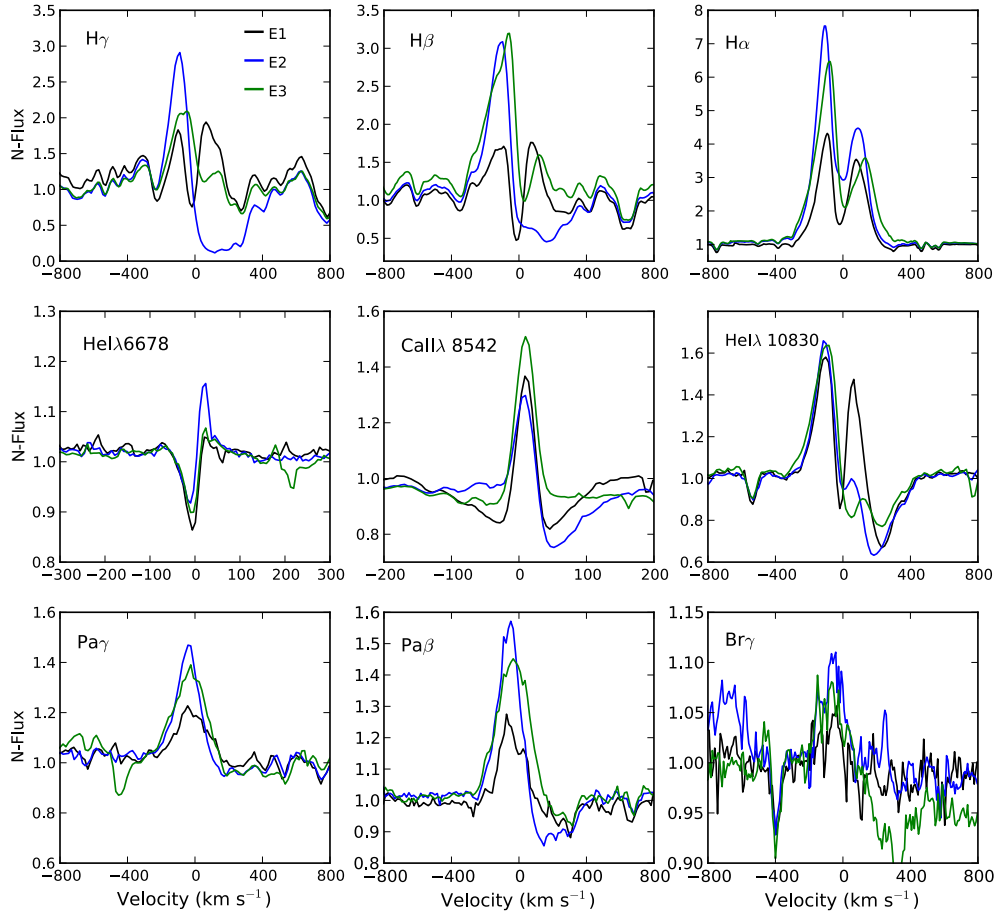 Hγ
E1
E2
E3
N-Flux
3.5
3.0
2.5
2.0
1.5
1.0
0.5
0.0
−800 −400 0 400 800
Hβ
3.5
3.0
2.5
2.0
1.5
1.0
0.5
−800 −400 0 400 800
Hα
8
7
6
5
4
3
2
1
−800 −400 0 400 800
HeIλ6678
N-Flux
1.3
1.2
1.1
1.0
0.9
0.8
−300 −200 −100 0 100 200 300
CaIIλ 8542
1.6
1.4
1.2
1.0
0.8
−200 −100 0 100 200
HeIλ 10830
1.6
1.4
1.2
1.0
0.8
0.6
−800 −400 0 400 800
Paγ
N-Flux
1.6
1.4
1.2
1.0
0.8
0.6
−800 −400 0 400 800
Velocity (km s⁻¹)
Paβ
1.6
1.5
1.4
1.3
1.2
1.1
1.0
0.9
0.8
−800 −400 0 400 800
Velocity (km s⁻¹)
Brγ
1.15
1.10
1.05
1.00
0.95
0.90
−800 −400 0 400 800
Velocity (km s⁻¹)